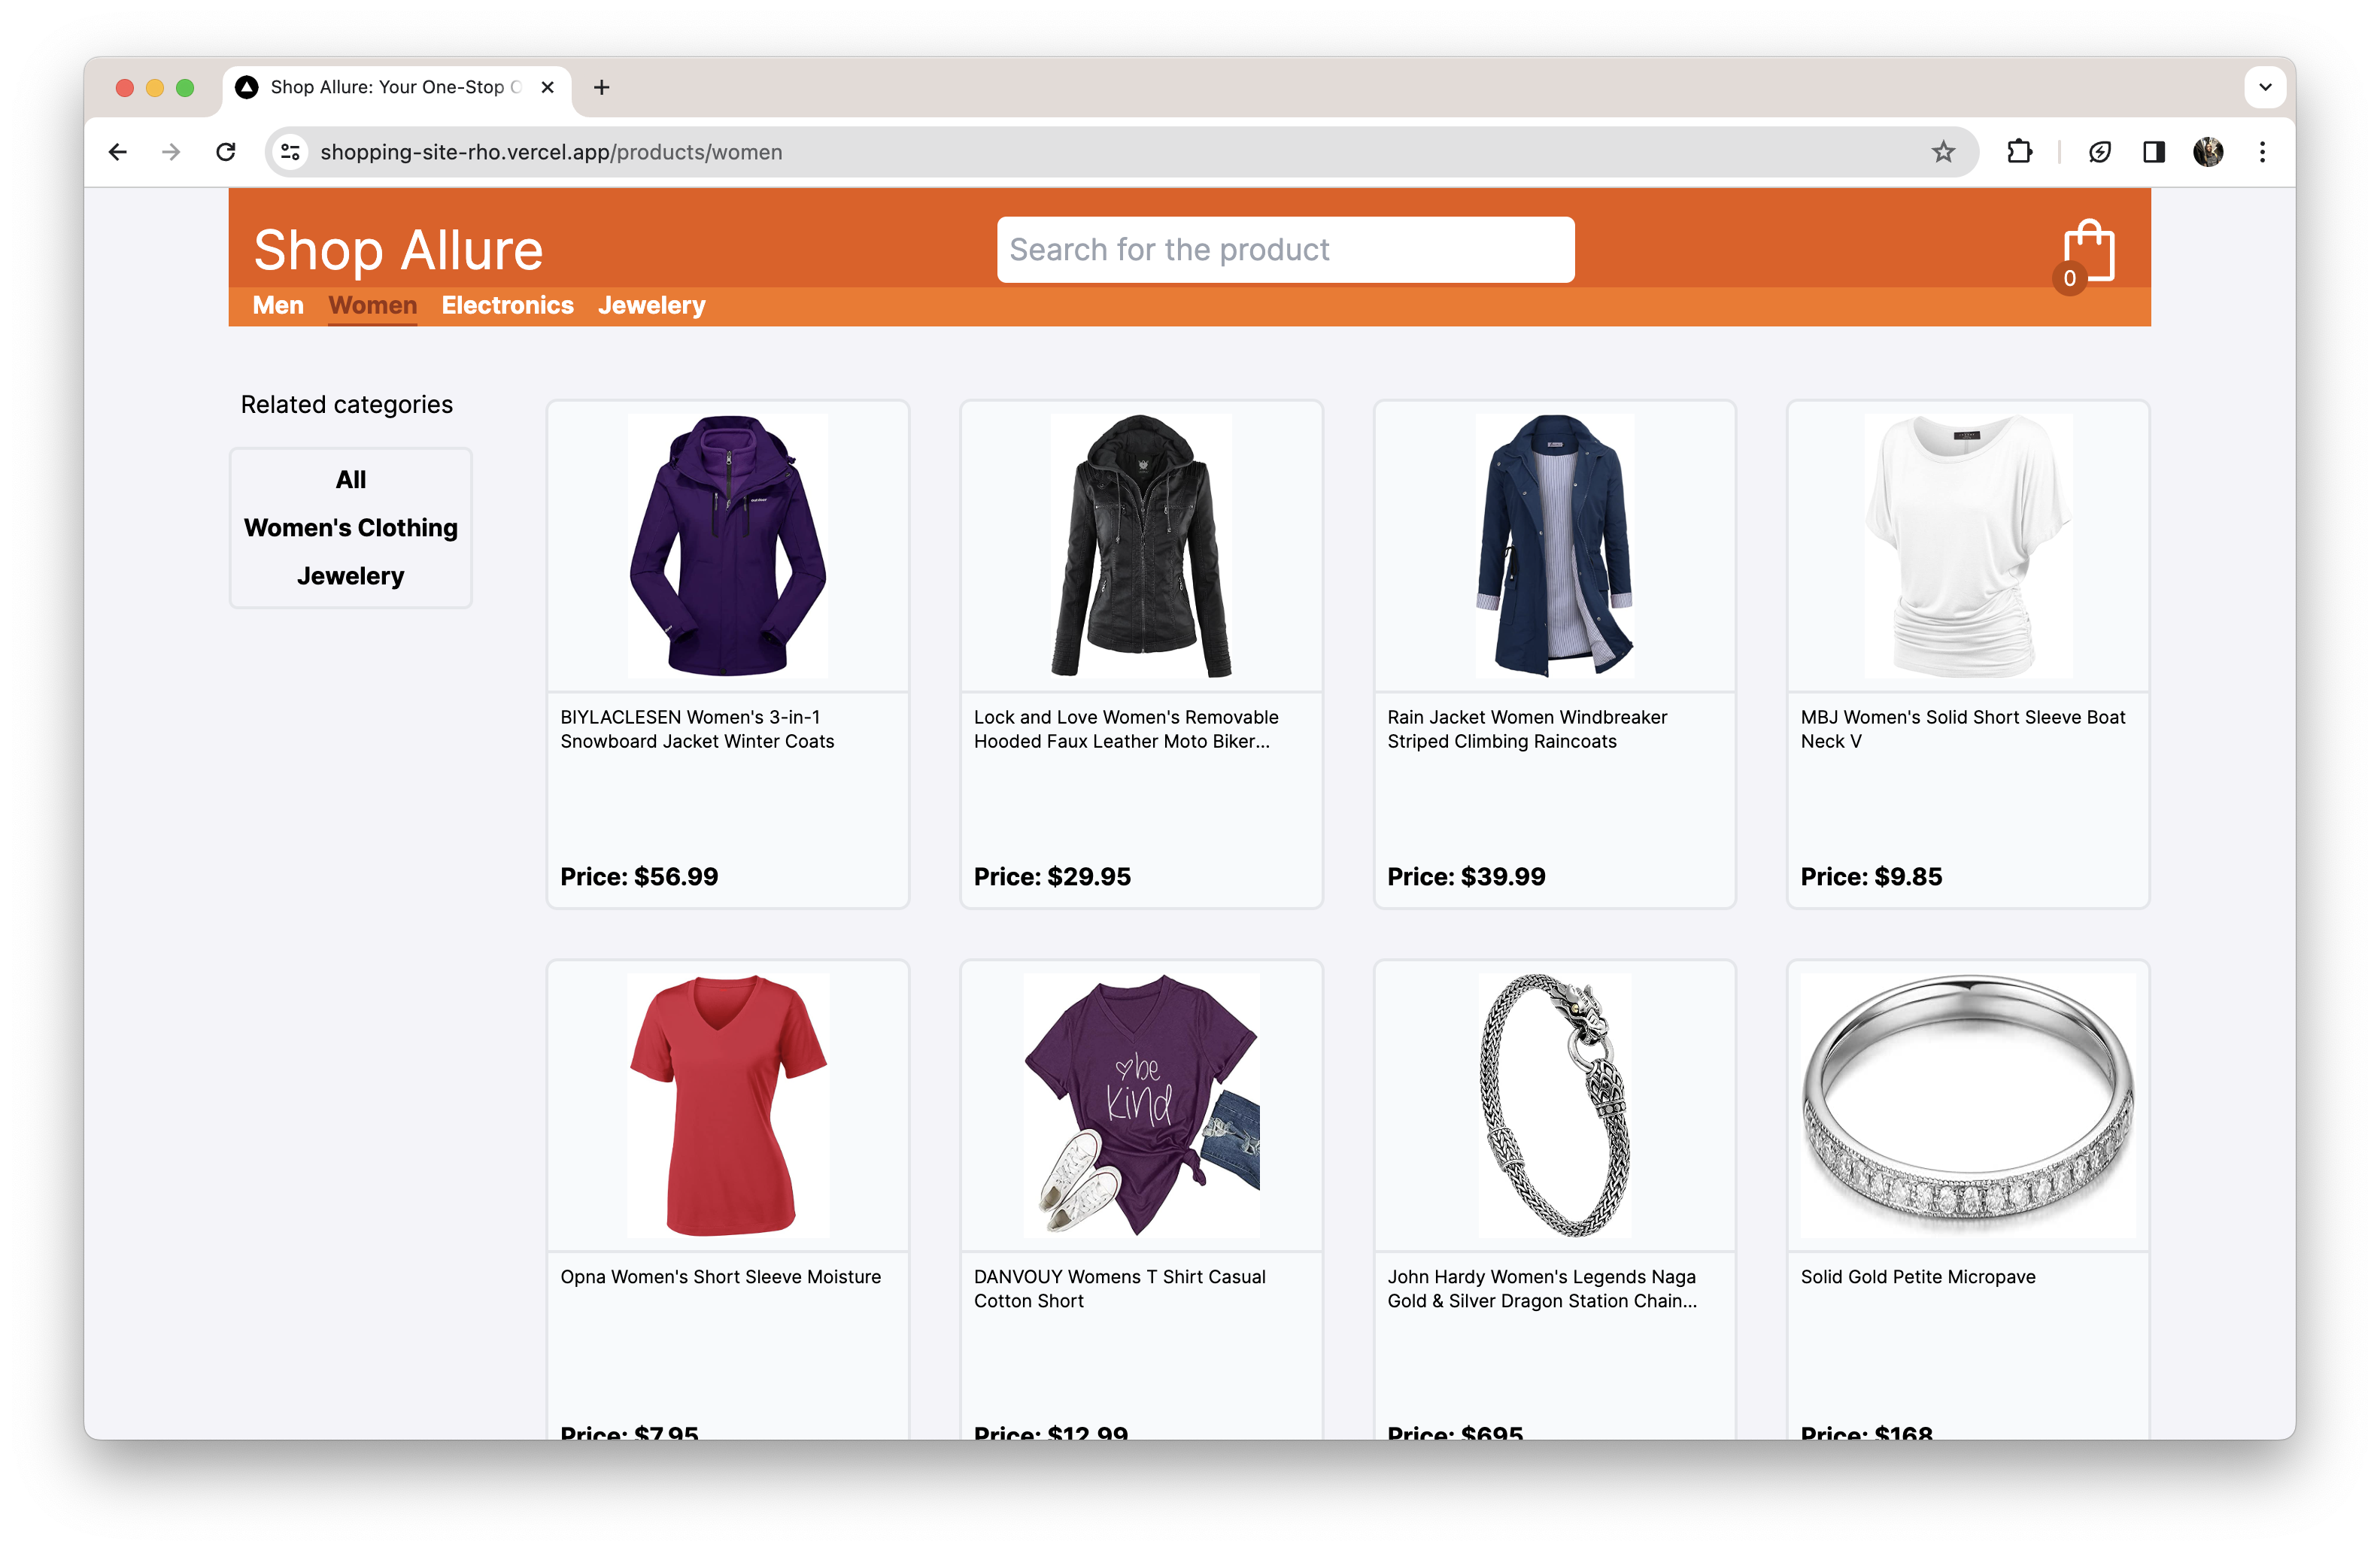 Shop Allure: Your One-Stop O
shopping-site-rho.vercel.app/products/women
Shop Allure
Search for the product
0
Men Women Electronics Jewelery
Related categories
All
Women's Clothing
Jewelery
BIYLACLESEN Women's 3-in-1
Snowboard Jacket Winter Coats
Price: $56.99
Lock and Love Women's Removable
Hooded Faux Leather Moto Biker...
Price: $29.95
Rain Jacket Women Windbreaker
Striped Climbing Raincoats
Price: $39.99
MBJ Women's Solid Short Sleeve Boat
Neck V
Price: $9.85
Opna Women's Short Sleeve Moisture
Price: $7.95
be
kind
DANVOUY Womens T Shirt Casual
Cotton Short
Price: $12.99
John Hardy Women's Legends Naga
Gold & Silver Dragon Station Chain...
Price: $695
Solid Gold Petite Micropave
Price: $168